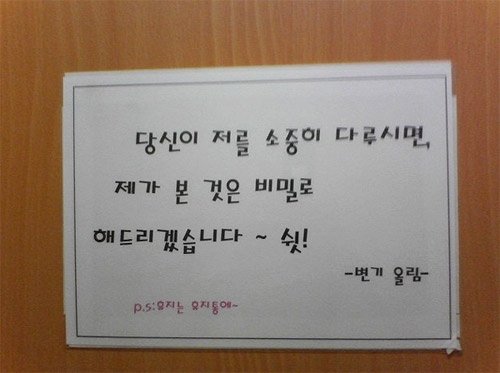 당신이 저를 소중히 다루시면,
제가 본 것은 비밀로
해드리겠습니다 ~ 쉿!
-변기 올림-
p.s:휴지는 휴지통에~